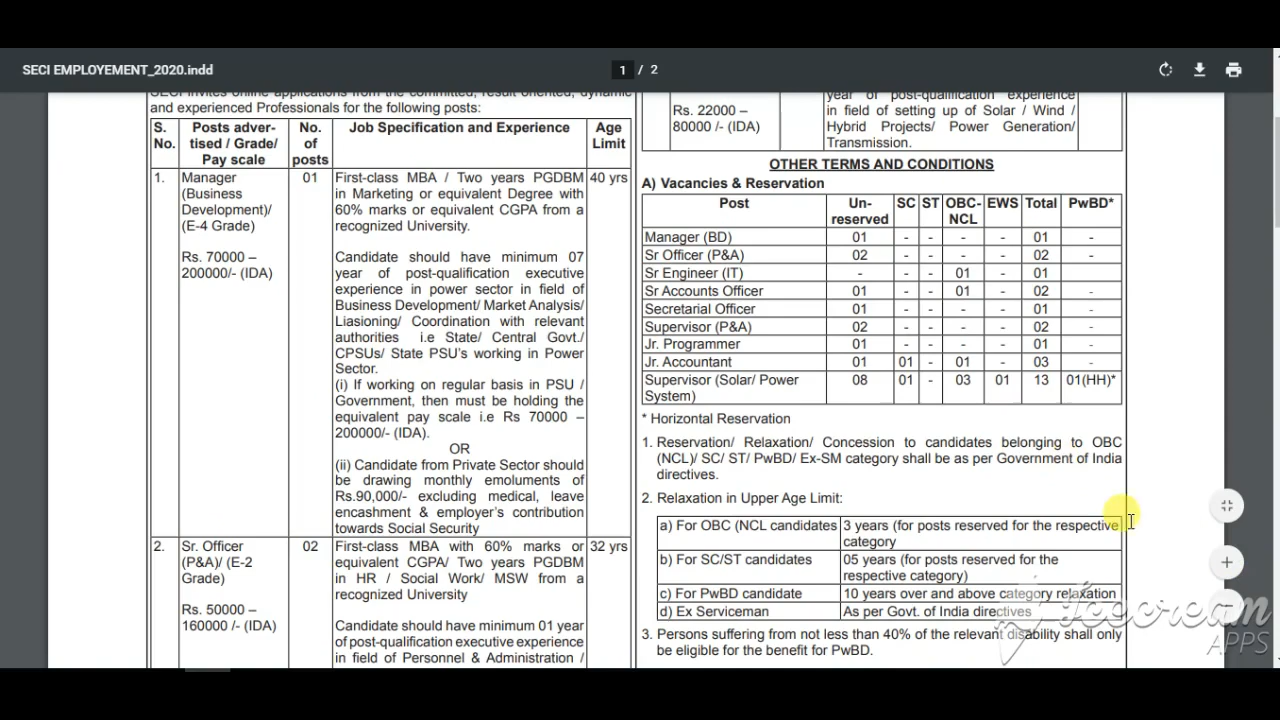 SECI EMPLOYEMENT_2020.indd
1 / 2
SECI invites online applications from the committed, result oriented, dynamic
and experienced Professionals for the following posts:
S. No.
Posts adver-
tised / Grade/
Pay scale
No. of posts
Job Specification and Experience
Age Limit
1.
Manager
(Business
Development)/
(E-4 Grade)
Rs. 70000 –
200000/- (IDA)
01
First-class MBA / Two years PGDBM
in Marketing or equivalent Degree with
60% marks or equivalent CGPA from a
recognized University.
Candidate should have minimum 07
year of post-qualification executive
experience in power sector in field of
Business Development/ Market Analysis/
Liasioning/ Coordination with relevant
authorities i.e State/ Central Govt./
CPSUs/ State PSU's working in Power
Sector.
(i) If working on regular basis in PSU /
Government, then must be holding the
equivalent pay scale i.e Rs 70000 –
200000/- (IDA).
OR
(ii) Candidate from Private Sector should
be drawing monthly emoluments of
Rs.90,000/- excluding medical, leave
encashment & employer's contribution
towards Social Security
40 yrs
2.
Sr. Officer
(P&A)/ (E-2
Grade)
Rs. 50000 –
160000 /- (IDA)
02
First-class MBA with 60% marks or
equivalent CGPA/ Two years PGDBM
in HR / Social Work/ MSW from a
recognized University
Candidate should have minimum 01 year
of post-qualification executive experience
in field of Personnel & Administration /
32 yrs
Rs. 22000 –
80000 /- (IDA)
year of post-qualification experience
in field of setting up of Solar / Wind /
Hybrid Projects/ Power Generation/
Transmission.
OTHER TERMS AND CONDITIONS
A) Vacancies & Reservation
Post Un-reserved SC ST OBC-NCL EWS Total PwBD*
Manager (BD) 01 - - - - 01 -
Sr Officer (P&A) 02 - - - - 02 -
Sr Engineer (IT) - - - 01 - 01
Sr Accounts Officer 01 - - 01 - 02 -
Secretarial Officer 01 - - - - 01 -
Supervisor (P&A) 02 - - - - 02 -
Jr. Programmer 01 - - - - 01 -
Jr. Accountant 01 01 - 01 - 03 -
Supervisor (Solar/ Power System) 08 01 - 03 01 13 01(HH)*
* Horizontal Reservation
1. Reservation/ Relaxation/ Concession to candidates belonging to OBC
(NCL)/ SC/ ST/ PwBD/ Ex-SM category shall be as per Government of India
directives.
2. Relaxation in Upper Age Limit:
a) For OBC (NCL candidates 3 years (for posts reserved for the respective
category
b) For SC/ST candidates 05 years (for posts reserved for the
respective category)
c) For PwBD candidate 10 years over and above category relaxation
d) Ex Serviceman As per Govt. of India directives
3. Persons suffering from not less than 40% of the relevant disability shall only
be eligible for the benefit for PwBD.
Icecream
APPS